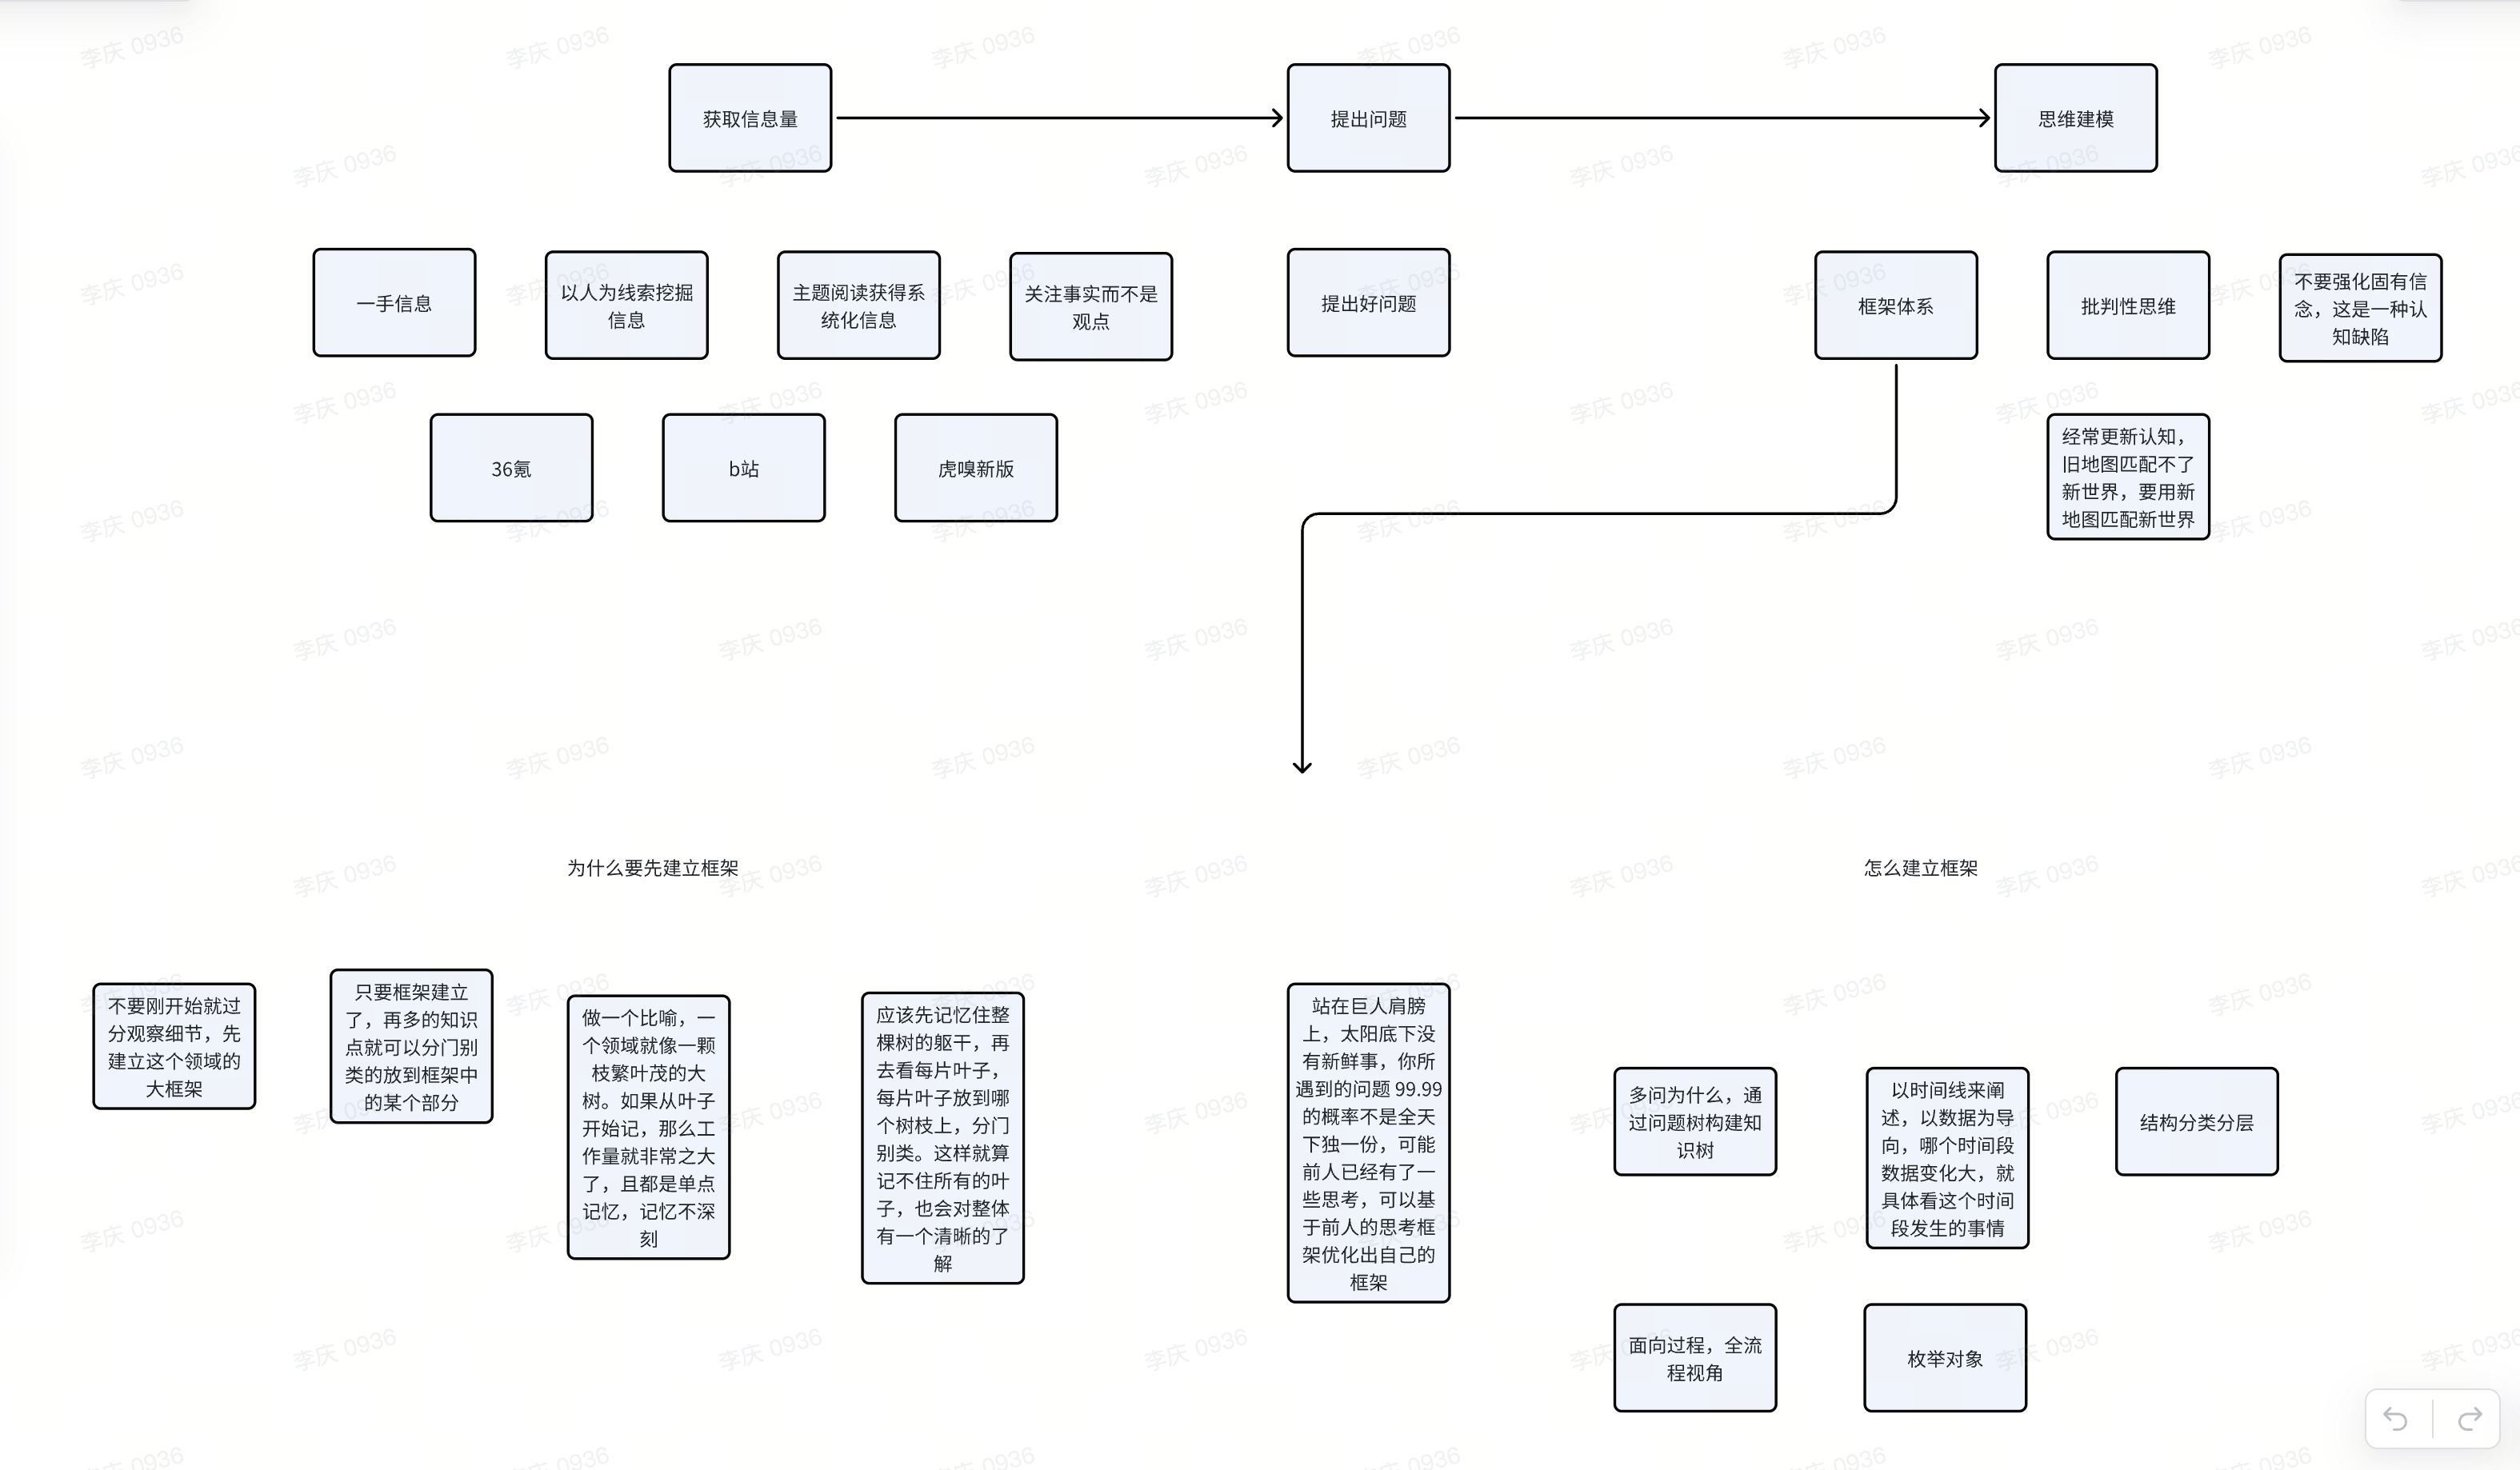 获取信息量
提出问题
思维建模
一手信息
以人为线索挖掘
信息
主题阅读获得系
统化信息
关注事实而不是
观点
提出好问题
框架体系
批判性思维
不要强化固有信
念，这是一种认
知缺陷
36氪
b站
虎嗅新版
经常更新认知，
旧地图匹配不了
新世界，要用新
地图匹配新世界
为什么要先建立框架
怎么建立框架
不要刚开始就过
分观察细节，先
建立这个领域的
大框架
只要框架建立
了，再多的知识
点就可以分门别
类的放到框架中
的某个部分
做一个比喻，一
个领域就像一颗
枝繁叶茂的大
树。如果从叶子
开始记，那么工
作量就非常之大
了，且都是单点
记忆，记忆不深
刻
应该先记忆住整
棵树的躯干，再
去看每片叶子，
每片叶子放到哪
个树枝上，分门
别类。这样就算
记不住所有的叶
子，也会对整体
有一个清晰的了
解
站在巨人肩膀
上，太阳底下没
有新鲜事，你所
遇到的问题 99.99
的概率不是全天
下独一份，可能
前人已经有了一
些思考，可以基
于前人的思考框
架优化出自己的
框架
多问为什么，通
过问题树构建知
识树
以时间线来阐
述，以数据为导
向，哪个时间段
数据变化大，就
具体看这个时间
段发生的事情
结构分类分层
面向过程，全流
程视角
枚举对象
李庆 0936